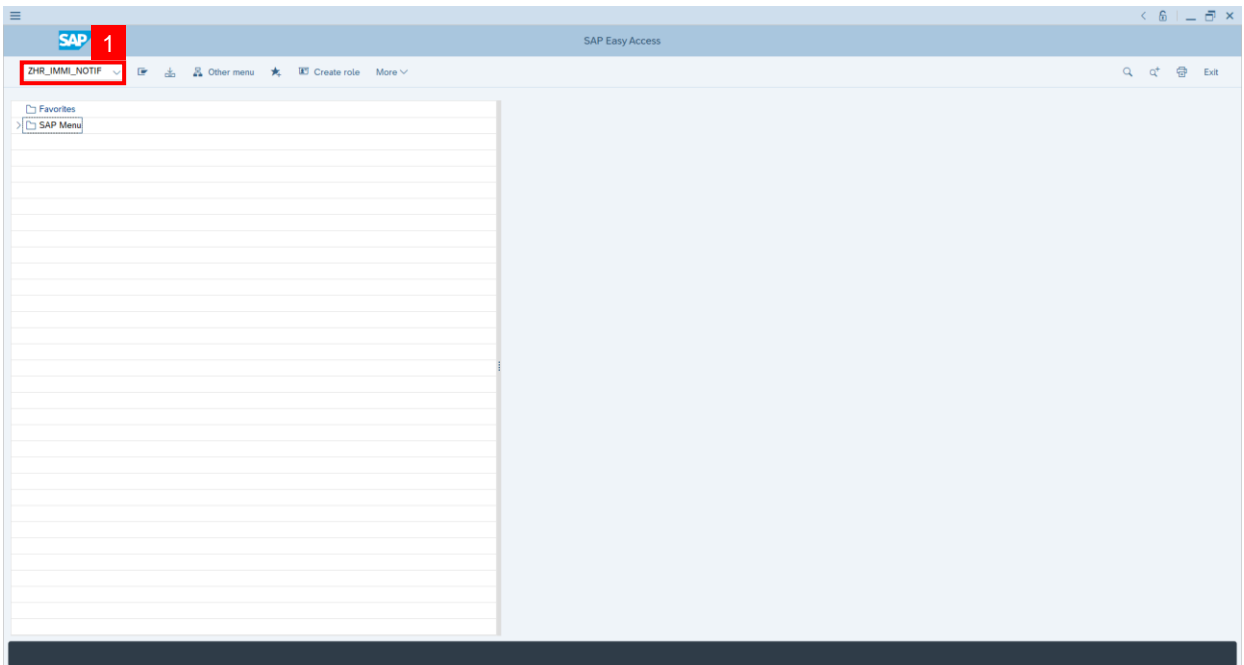 SAP
1
SAP Easy Access
ZHR_IMMI_NOTIF
Other menu
Create role
More
Exit
Favorites
SAP Menu